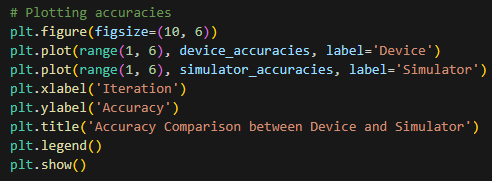 # Plotting accuracies
plt.figure(figsize=(10, 6))
plt.plot(range(1, 6), device_accuracies, label='Device')
plt.plot(range(1, 6), simulator_accuracies, label='Simulator')
plt.xlabel('Iteration')
plt.ylabel('Accuracy')
plt.title('Accuracy Comparison between Device and Simulator')
plt.legend()
plt.show()